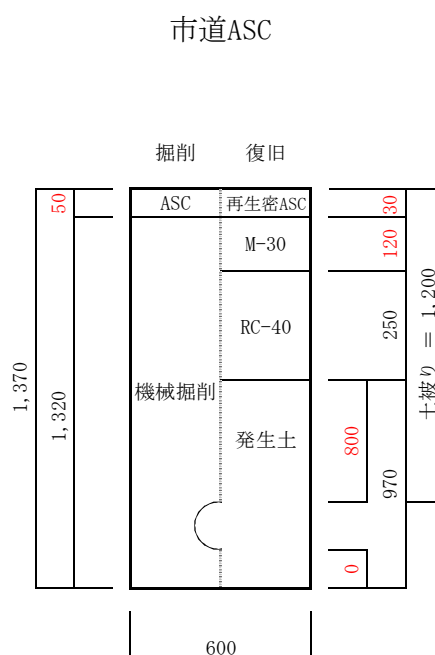 市道ASC
掘削 復旧
50
ASC
再生密ASC
30
M-30
120
RC-40
250
土被り = 1,200
1,370
1,320
機械掘削
発生土
800
970
0
600